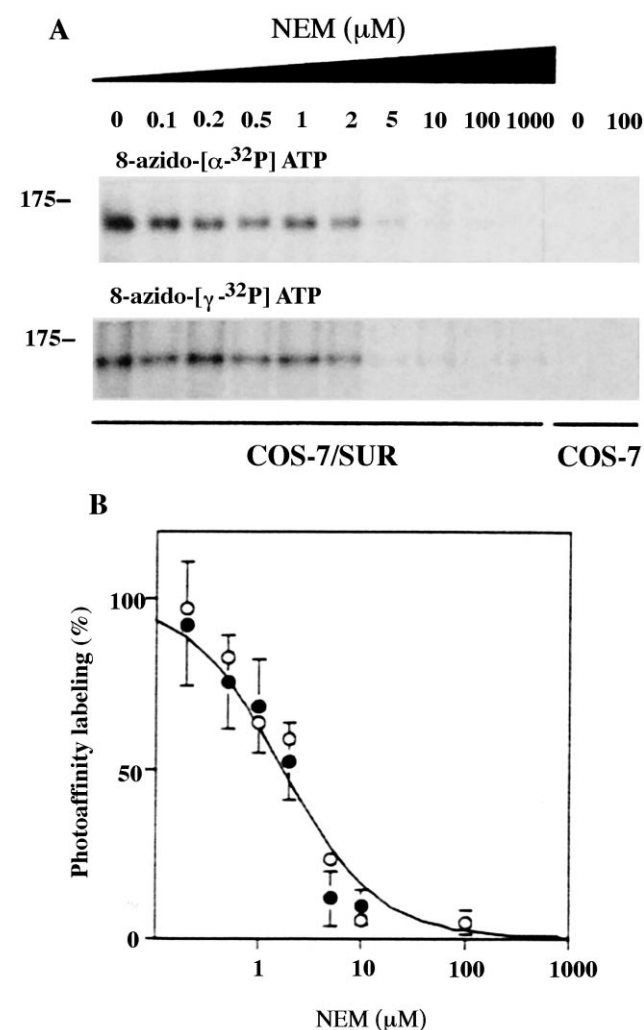 A
NEM (μM)
0 0.1 0.2 0.5 1 2 5 10 100 1000 0 100
8-azido-[α-³²P] ATP
175–
8-azido-[γ-³²P] ATP
175–
COS-7/SUR COS-7
B
Photoaffinity labeling (%)
100
50
0
1 10 100 1000
NEM (μM)